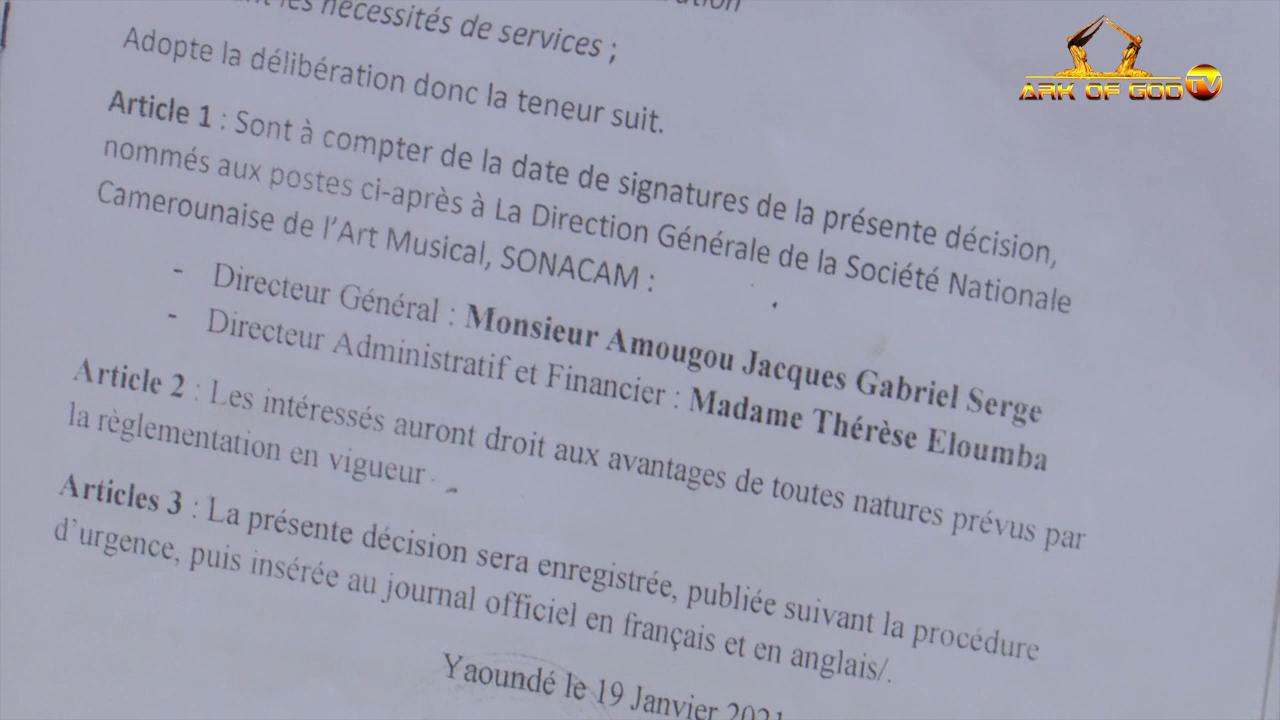 les nécessités de services ;
Adopte la délibération donc la teneur suit.
Article 1 : Sont à compter de la date de signatures de la présente décision,
nommés aux postes ci-après à La Direction Générale de la Société Nationale
Camerounaise de l'Art Musical, SONACAM :
- Directeur Général : Monsieur Amougou Jacques Gabriel Serge
- Directeur Administratif et Financier : Madame Thérèse Eloumba
Article 2 : Les intéressés auront droit aux avantages de toutes natures prévus par
la règlementation en vigueur
Articles 3 : La présente décision sera enregistrée, publiée suivant la procédure
d'urgence, puis insérée au journal officiel en français et en anglais/.
Yaoundé le 19 Janvier 2021
ARK OF GOD TV